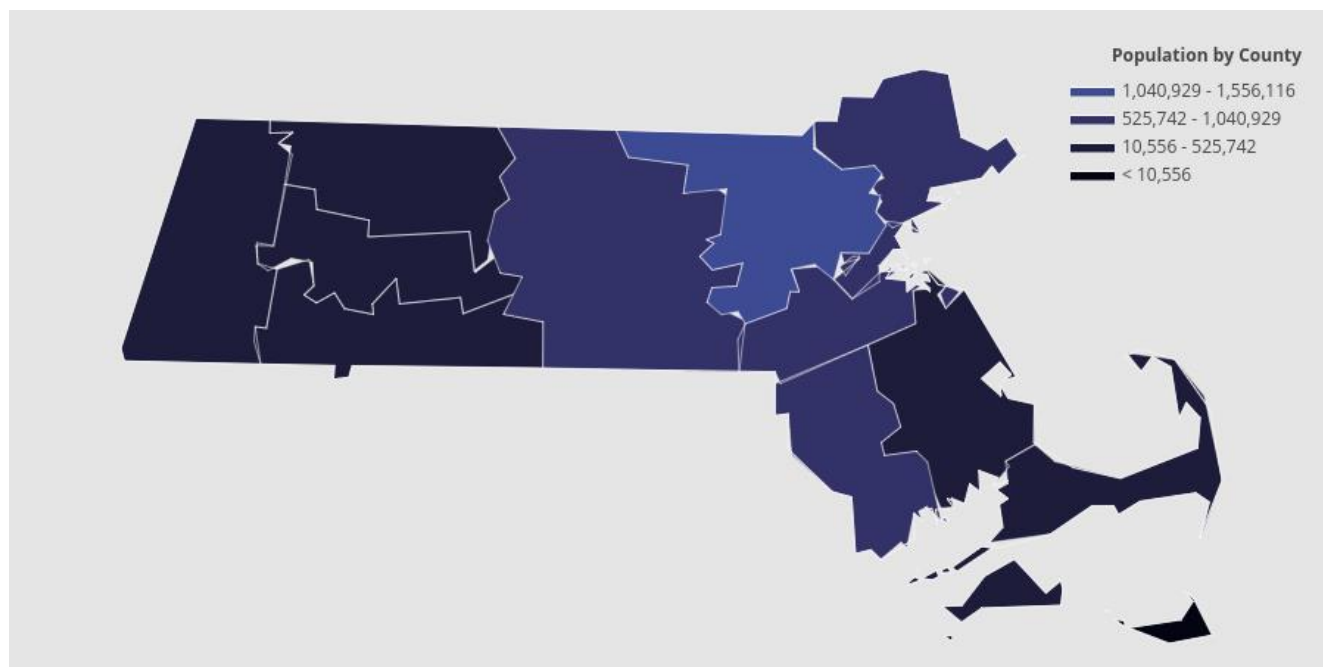 Population by County
1,040,929 - 1,556,116
525,742 - 1,040,929
10,556 - 525,742
< 10,556